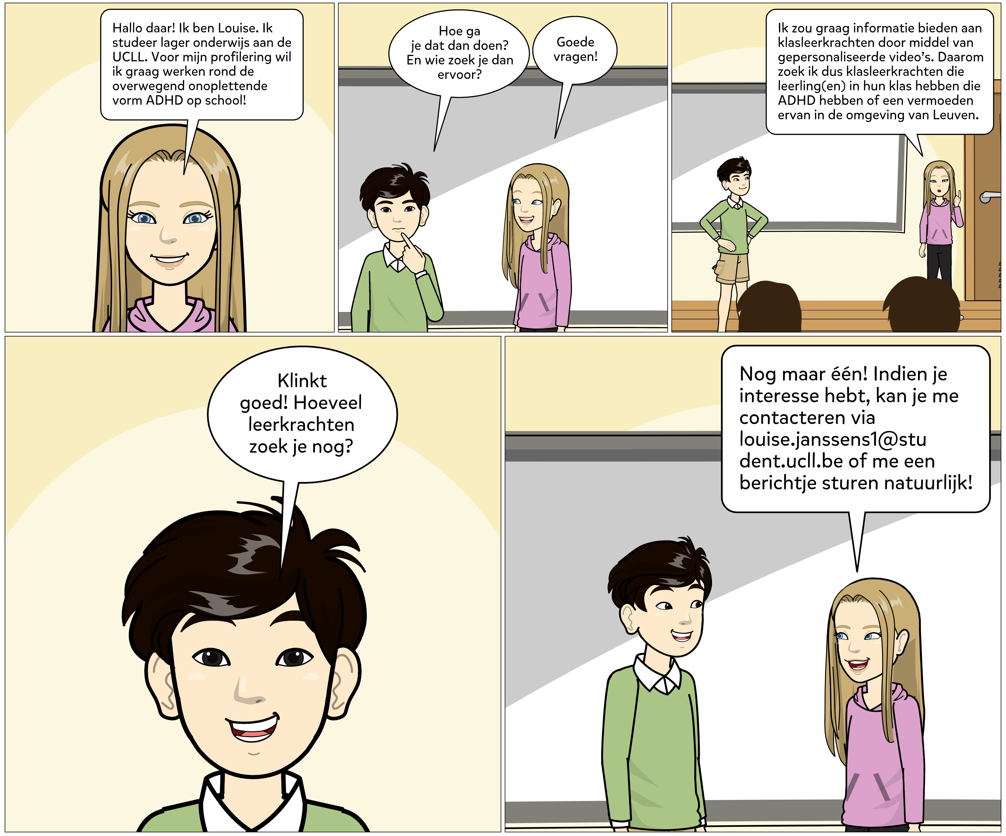 Hallo daar! Ik ben Louise. Ik
studeer lager onderwijs aan de
UCLL. Voor mijn profilering wil
ik graag werken rond de
overwegend onoplettende
vorm ADHD op school!
Hoe ga
je dat dan doen?
En wie zoek je dan
ervoor?
Goede
vragen!
Ik zou graag informatie bieden aan
klasleerkrachten door middel van
gepersonaliseerde video's. Daarom
zoek ik dus klasleerkrachten die
leerling(en) in hun klas hebben die
ADHD hebben of een vermoeden
ervan in de omgeving van Leuven.
Klinkt
goed! Hoeveel
leerkrachten
zoek je nog?
Nog maar één! Indien je
interesse hebt, kan je me
contacteren via
louise.janssens1@stu
dent.ucll.be of me een
berichtje sturen natuurlijk!